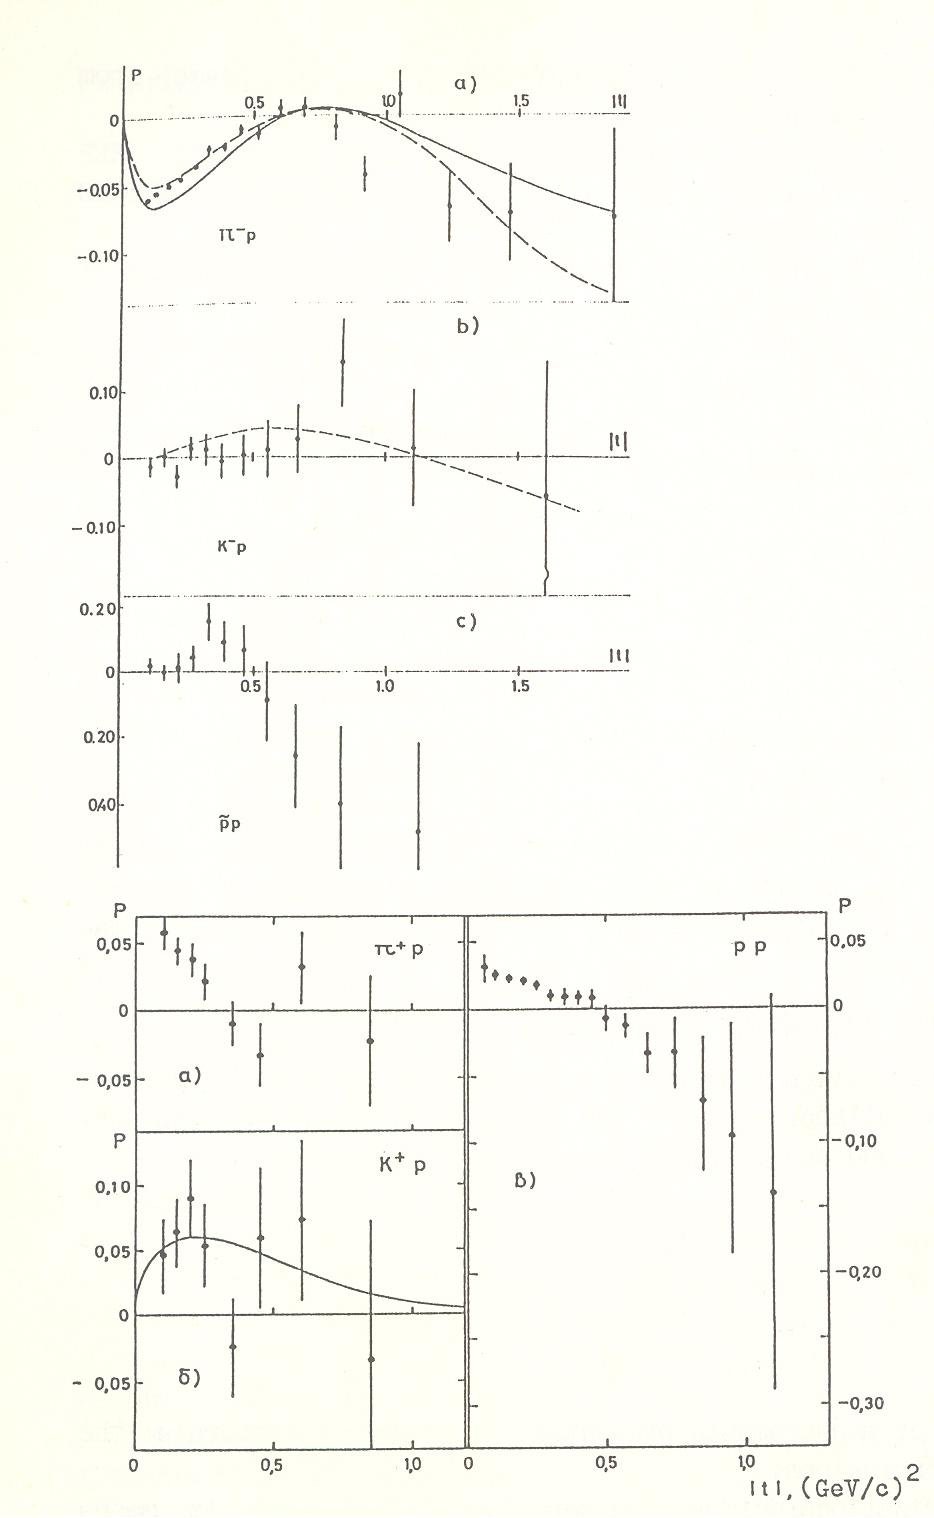 P
a)
0.5 1.0 1.5 |t|
0
-0.05
π⁻p
-0.10
b)
0.10
|t|
0
-0.10
K⁻p
0.20
c)
|t|
0
0.5 1.0 1.5
0.20
0.40
p̃p
P P
0,05 π⁺p p p 0,05
0 0
- 0,05 а)
P
K⁺p -0,10
0,10 в)
0,05
-0,20
0
- 0,05 б)
-0,30
0 0,5 1,0 0 0,5 1,0
|t|, (GeV/c)²